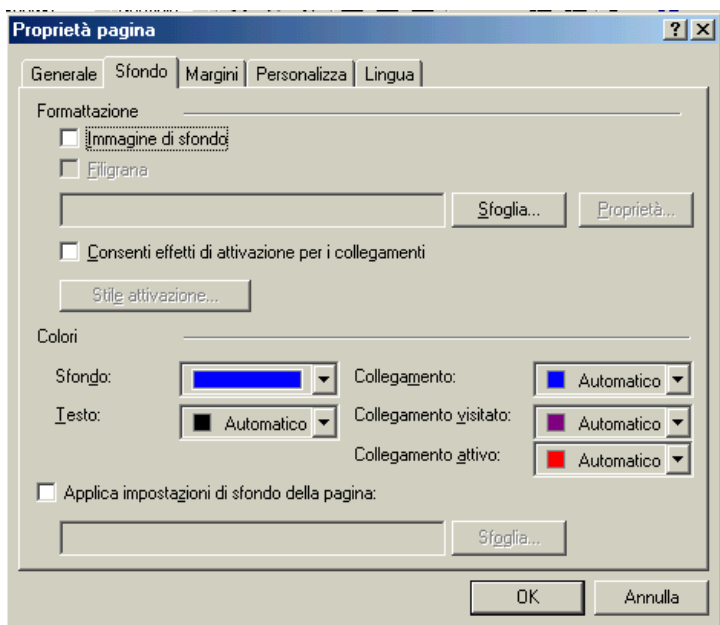 Proprietà pagina
Generale Sfondo Margini Personalizza Lingua
Formattazione
Immagine di sfondo
Filigrana
Sfoglia... Proprietà...
Consenti effetti di attivazione per i collegamenti
Stile attivazione...
Colori
Sfondo: Collegamento: Automatico
Testo: Automatico Collegamento visitato: Automatico
Collegamento attivo: Automatico
Applica impostazioni di sfondo della pagina:
Sfoglia...
OK Annulla